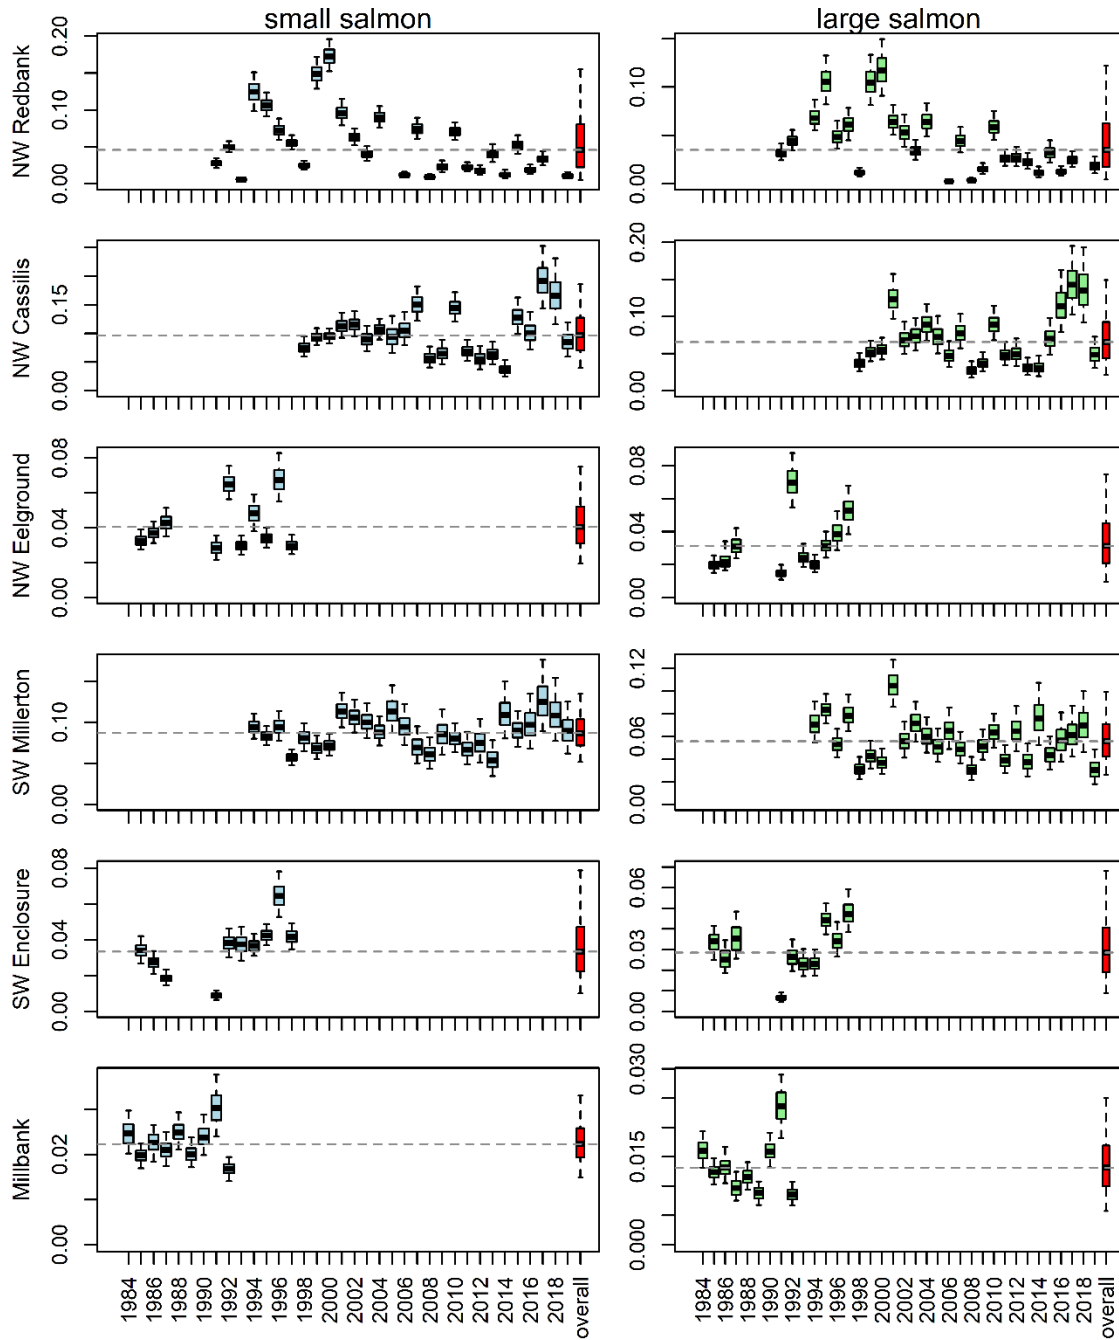 small salmon
large salmon
NW Redbank
0.00 0.10 0.20
0.00 0.10
NW Cassilis
0.00 0.15
0.00 0.10 0.20
NW Eelground
0.00 0.04 0.08
0.00 0.04 0.08
SW Millerton
0.00 0.10
0.00 0.06 0.12
SW Enclosure
0.00 0.04 0.08
0.00 0.03 0.06
Millbank
0.00 0.02
0.000 0.015 0.030
1984 1986 1988 1990 1992 1994 1996 1998 2000 2002 2004 2006 2008 2010 2012 2014 2016 2018 overall
1984 1986 1988 1990 1992 1994 1996 1998 2000 2002 2004 2006 2008 2010 2012 2014 2016 2018 overall